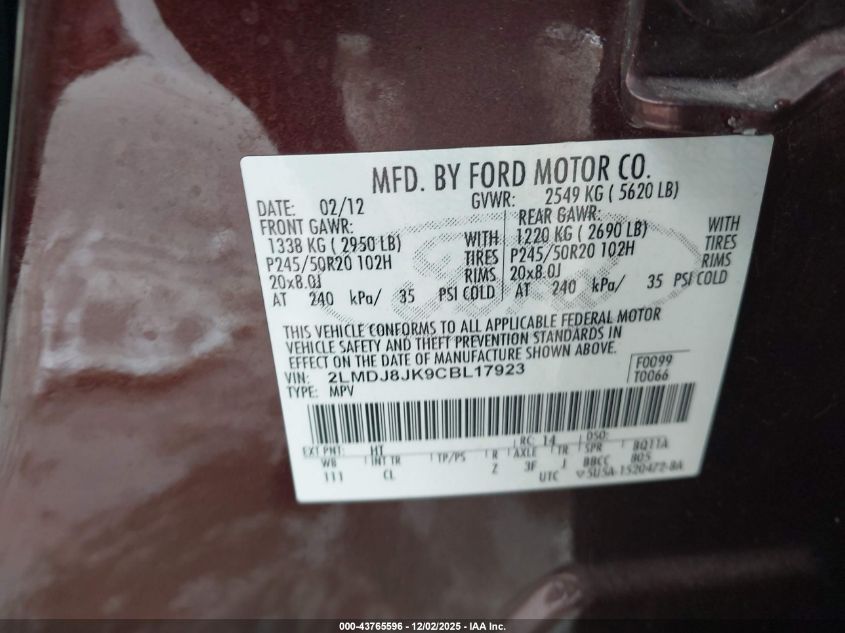 MFD. BY FORD MOTOR CO.
DATE: 02/12 GVWR: 2549 KG ( 5620 LB)
FRONT GAWR: REAR GAWR:
1338 KG ( 2950 LB) WITH 1220 KG ( 2690 LB) WITH
P245/50R20 102H TIRES P245/50R20 102H TIRES
20x8.0J RIMS 20x8.0J RIMS
AT 240 kPa/ 35 PSI COLD AT 240 kPa/ 35 PSI COLD
THIS VEHICLE CONFORMS TO ALL APPLICABLE FEDERAL MOTOR
VEHICLE SAFETY AND THEFT PREVENTION STANDARDS IN
EFFECT ON THE DATE OF MANUFACTURE SHOWN ABOVE.
VIN: 2LMDJ8JK9CBL17923 F0099
TYPE: MPV T0066
EXT PNT: HT RC: 14 DSO:
WB INT TR TP/PS R AXLE TR SPR BQTTA
111 CL Z 3F J BBCC BO5
UTC 5U5A-1520472-BA
000-43765596 - 12/02/2025 - IAA Inc.